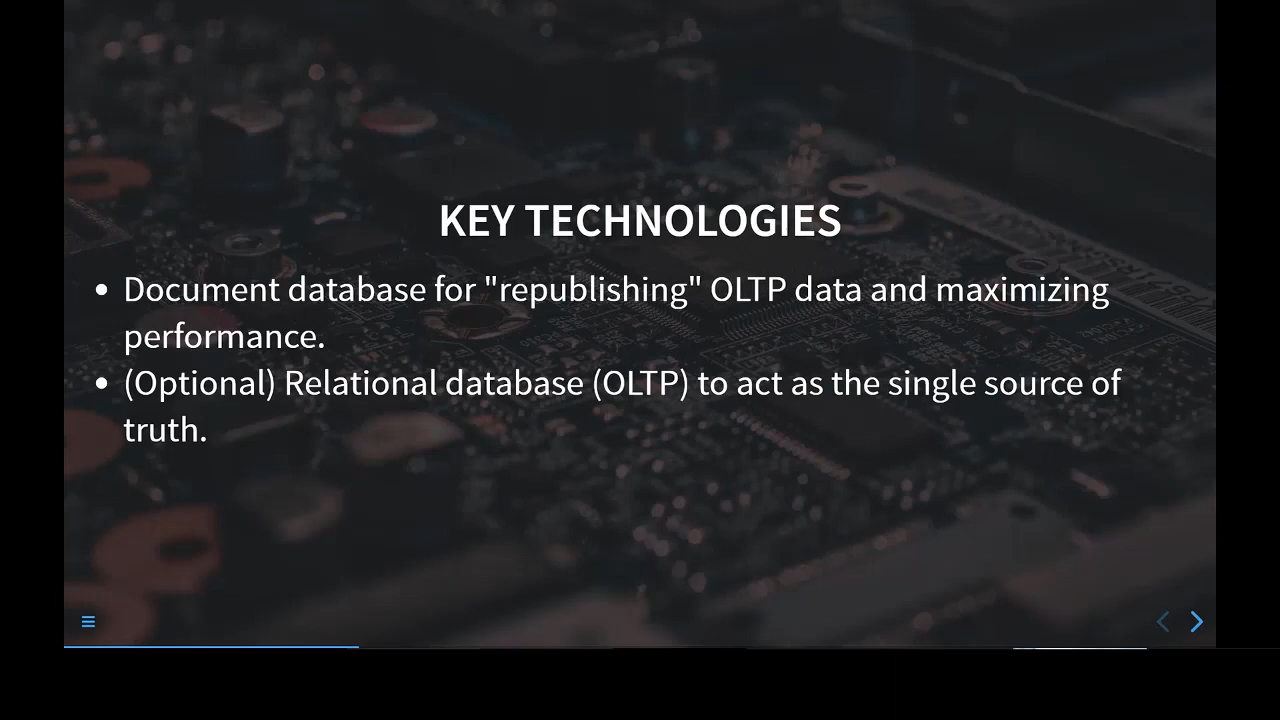 KEY TECHNOLOGIES
• Document database for "republishing" OLTP data and maximizing
performance.
• (Optional) Relational database (OLTP) to act as the single source of
truth.